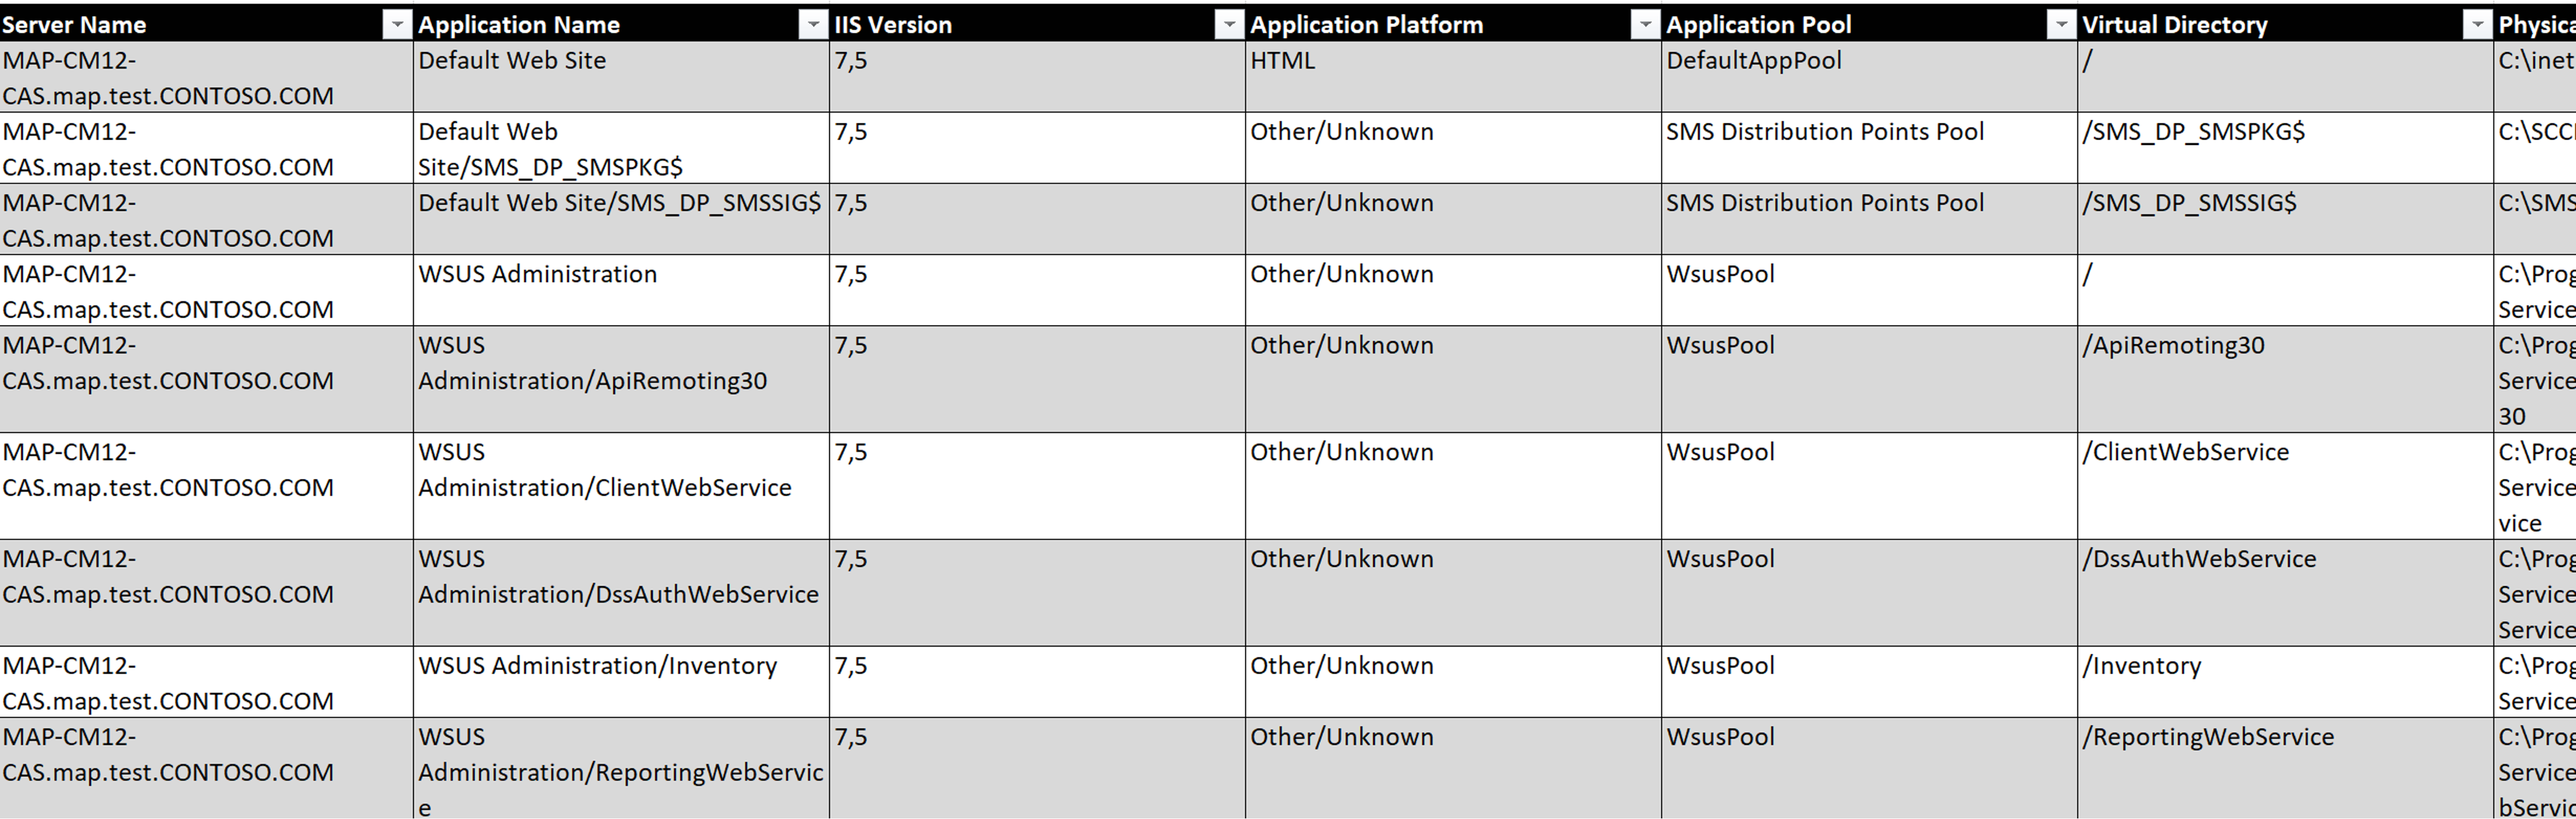 Server Name Application Name IIS Version Application Platform Application Pool Virtual Directory Physica
MAP-CM12- Default Web Site 7,5 HTML DefaultAppPool / C:\inet
CAS.map.test.CONTOSO.COM
MAP-CM12- Default Web 7,5 Other/Unknown SMS Distribution Points Pool /SMS_DP_SMSPKG$ C:\SCC
CAS.map.test.CONTOSO.COM Site/SMS_DP_SMSPKG$
MAP-CM12- Default Web Site/SMS_DP_SMSSIG$ 7,5 Other/Unknown SMS Distribution Points Pool /SMS_DP_SMSSIG$ C:\SMS
CAS.map.test.CONTOSO.COM
MAP-CM12- WSUS Administration 7,5 Other/Unknown WsusPool / C:\Prog
CAS.map.test.CONTOSO.COM Service
MAP-CM12- WSUS 7,5 Other/Unknown WsusPool /ApiRemoting30 C:\Prog
CAS.map.test.CONTOSO.COM Administration/ApiRemoting30 Service
30
MAP-CM12- WSUS 7,5 Other/Unknown WsusPool /ClientWebService C:\Prog
CAS.map.test.CONTOSO.COM Administration/ClientWebService Service
vice
MAP-CM12- WSUS 7,5 Other/Unknown WsusPool /DssAuthWebService C:\Prog
CAS.map.test.CONTOSO.COM Administration/DssAuthWebService Service
Service
MAP-CM12- WSUS Administration/Inventory 7,5 Other/Unknown WsusPool /Inventory C:\Prog
CAS.map.test.CONTOSO.COM Service
MAP-CM12- WSUS 7,5 Other/Unknown WsusPool /ReportingWebService C:\Prog
CAS.map.test.CONTOSO.COM Administration/ReportingWebServic Service
e bServic